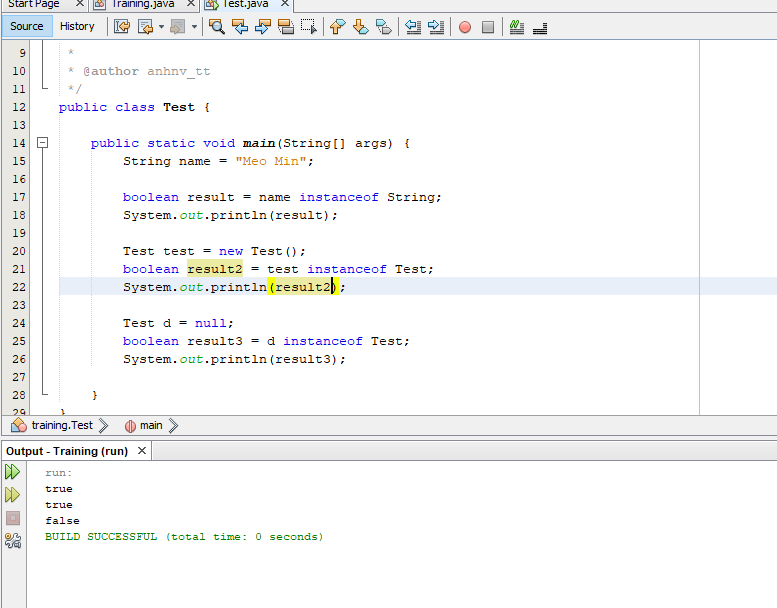 Start Page Training.java Test.java
Source History
9 *
10 * @author anhnv_tt
11 */
12 public class Test {
13
14 public static void main(String[] args) {
15 String name = "Meo Min";
16
17 boolean result = name instanceof String;
18 System.out.println(result);
19
20 Test test = new Test();
21 boolean result2 = test instanceof Test;
22 System.out.println(result2);
23
24 Test d = null;
25 boolean result3 = d instanceof Test;
26 System.out.println(result3);
27
28 }
29 }
training.Test main
Output - Training (run)
run:
true
true
false
BUILD SUCCESSFUL (total time: 0 seconds)